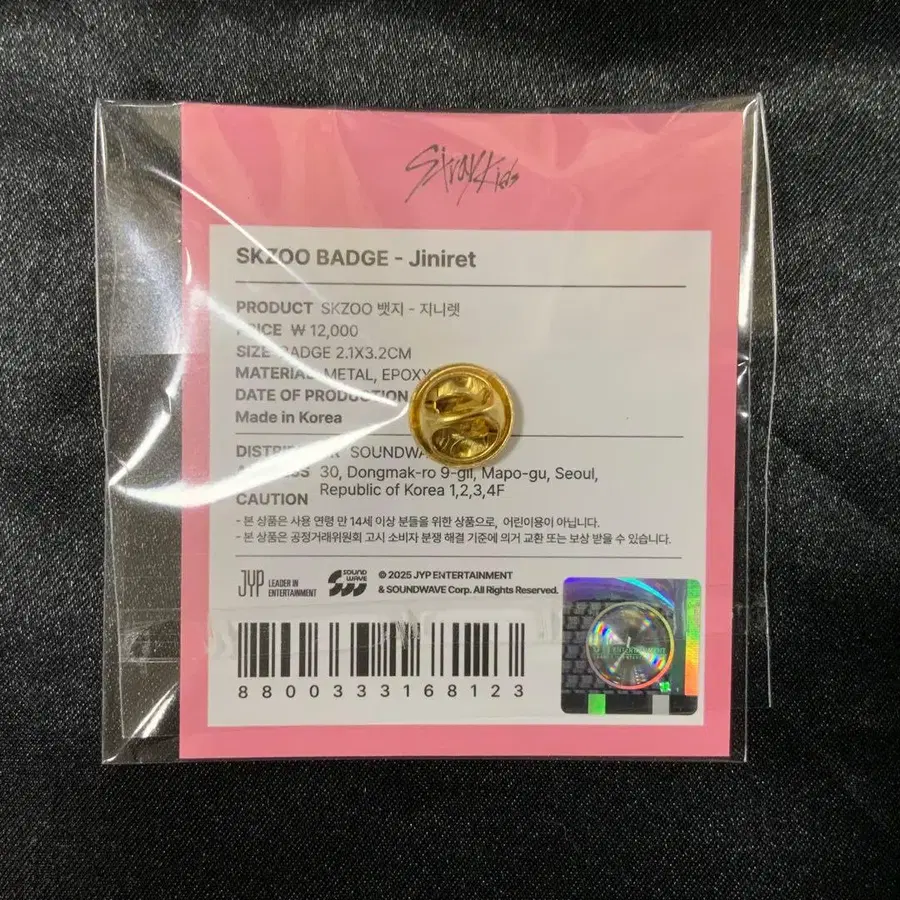 Stray Kids
SKZOO BADGE - Jiniret
PRODUCT SKZOO 뱃지 - 지니렛
PRICE ₩ 12,000
SIZE BADGE 2.1X3.2CM
MATERIAL METAL, EPOXY
DATE OF PRODUCTION
Made in Korea
SOUNDWA
30, Dongmak-ro 9-gil, Mapo-gu, Seoul,
Republic of Korea 1,2,3,4F
CAUTION
- 본 상품은 사용 연령 만 14세 이상 분들을 위한 상품으로, 어린이용이 아닙니다.
- 본 상품은 공정거래위원회 고시 소비자 분쟁 해결 기준에 의거 교환 또는 보상 받을 수 있습니다.
JYP LEADER IN ENTERTAINMENT
SOUND WAVE
© 2025 JYP ENTERTAINMENT
& SOUNDWAVE Corp. All Rights Reserved.
8800333168123